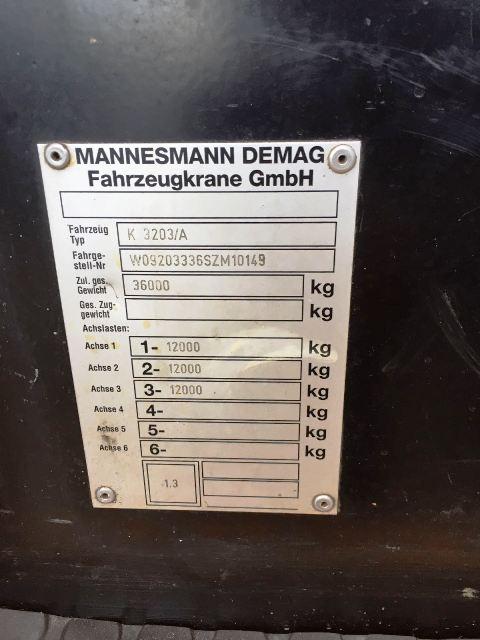 MANNESMANN DEMAG
Fahrzeugkrane GmbH
Fahrzeug Typ K 3203/A
Fahrge-stell-Nr W09203336SZM10149
Zul. ges. Gewicht 36000 kg
Ges. Zug-gewicht kg
Achslasten:
Achse 1 1- 12000 kg
Achse 2 2- 12000 kg
Achse 3 3- 12000 kg
Achse 4 4- kg
Achse 5 5- kg
Achse 6 6- kg
1.3